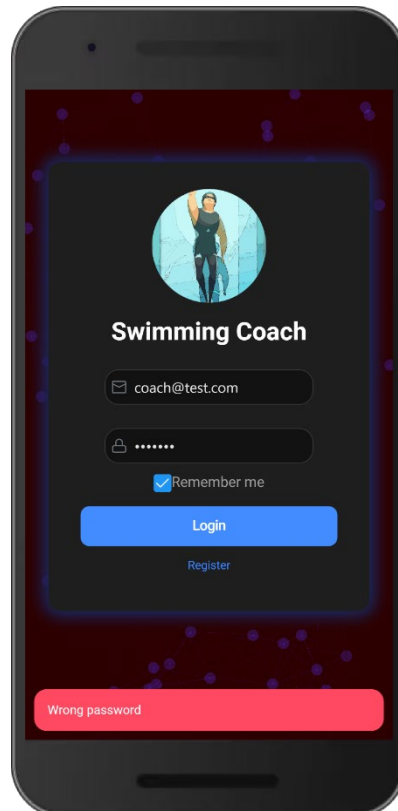 Swimming Coach
coach@test.com
•••••••
Remember me
Login
Register
Wrong password